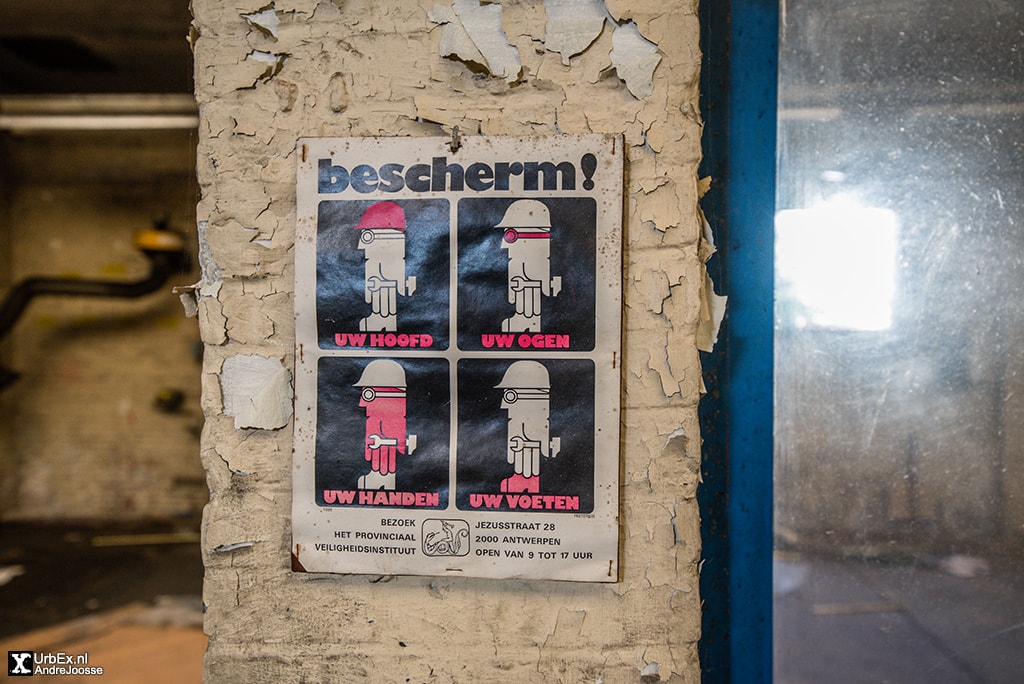 bescherm!
UW HOOFD
UW OGEN
UW HANDEN
UW VOETEN
BEZOEK
HET PROVINCIAAL
VEILIGHEIDSINSTITUUT
JEZUSSTRAAT 28
2000 ANTWERPEN
OPEN VAN 9 TOT 17 UUR
X UrbEx.nl
AndreJoosse